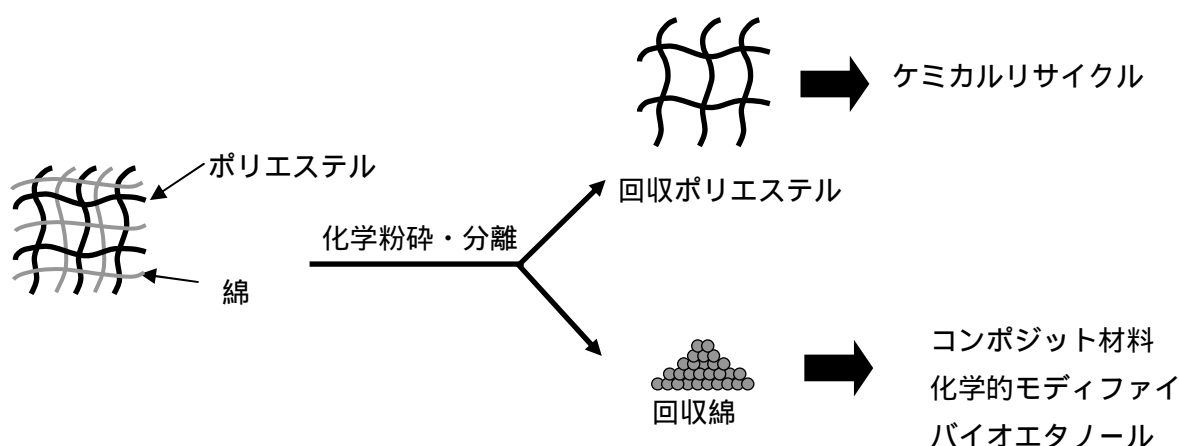 ケミカルリサイクル
ポリエステル
回収ポリエステル
化学粉砕・分離
綿
コンポジット材料
化学的モディファイ
バイオエタノール
回収綿